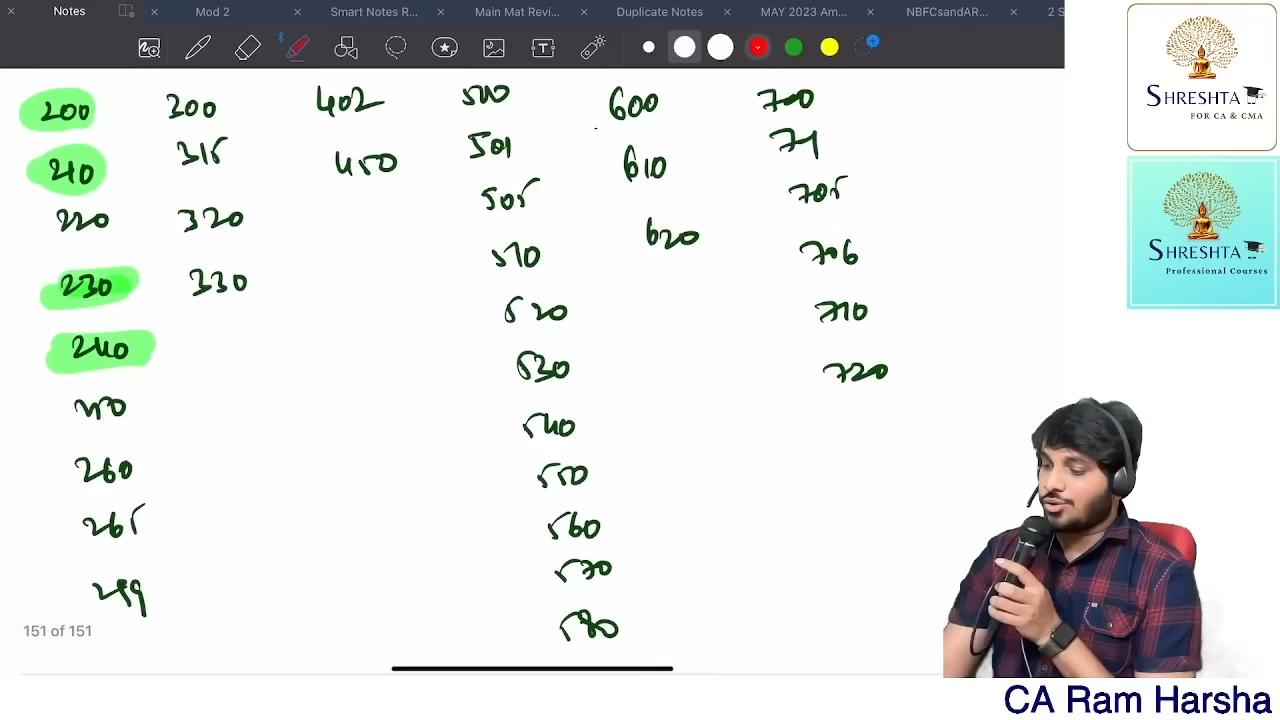 Notes Mod 2 Smart Notes R... Main Mat Revi... Duplicate Notes MAY 2023 Am... NBFCsandAR... 2 S
T
200 300 402 500 600 700
210 315 450 501 610 71
220 320 505 620 705
230 330 510 706
240 520 710
250 530 720
260 540
265 550
299 560
570
580
151 of 151
SHRESHTA
FOR CA & CMA
SHRESHTA
Professional Courses
CA Ram Harsha